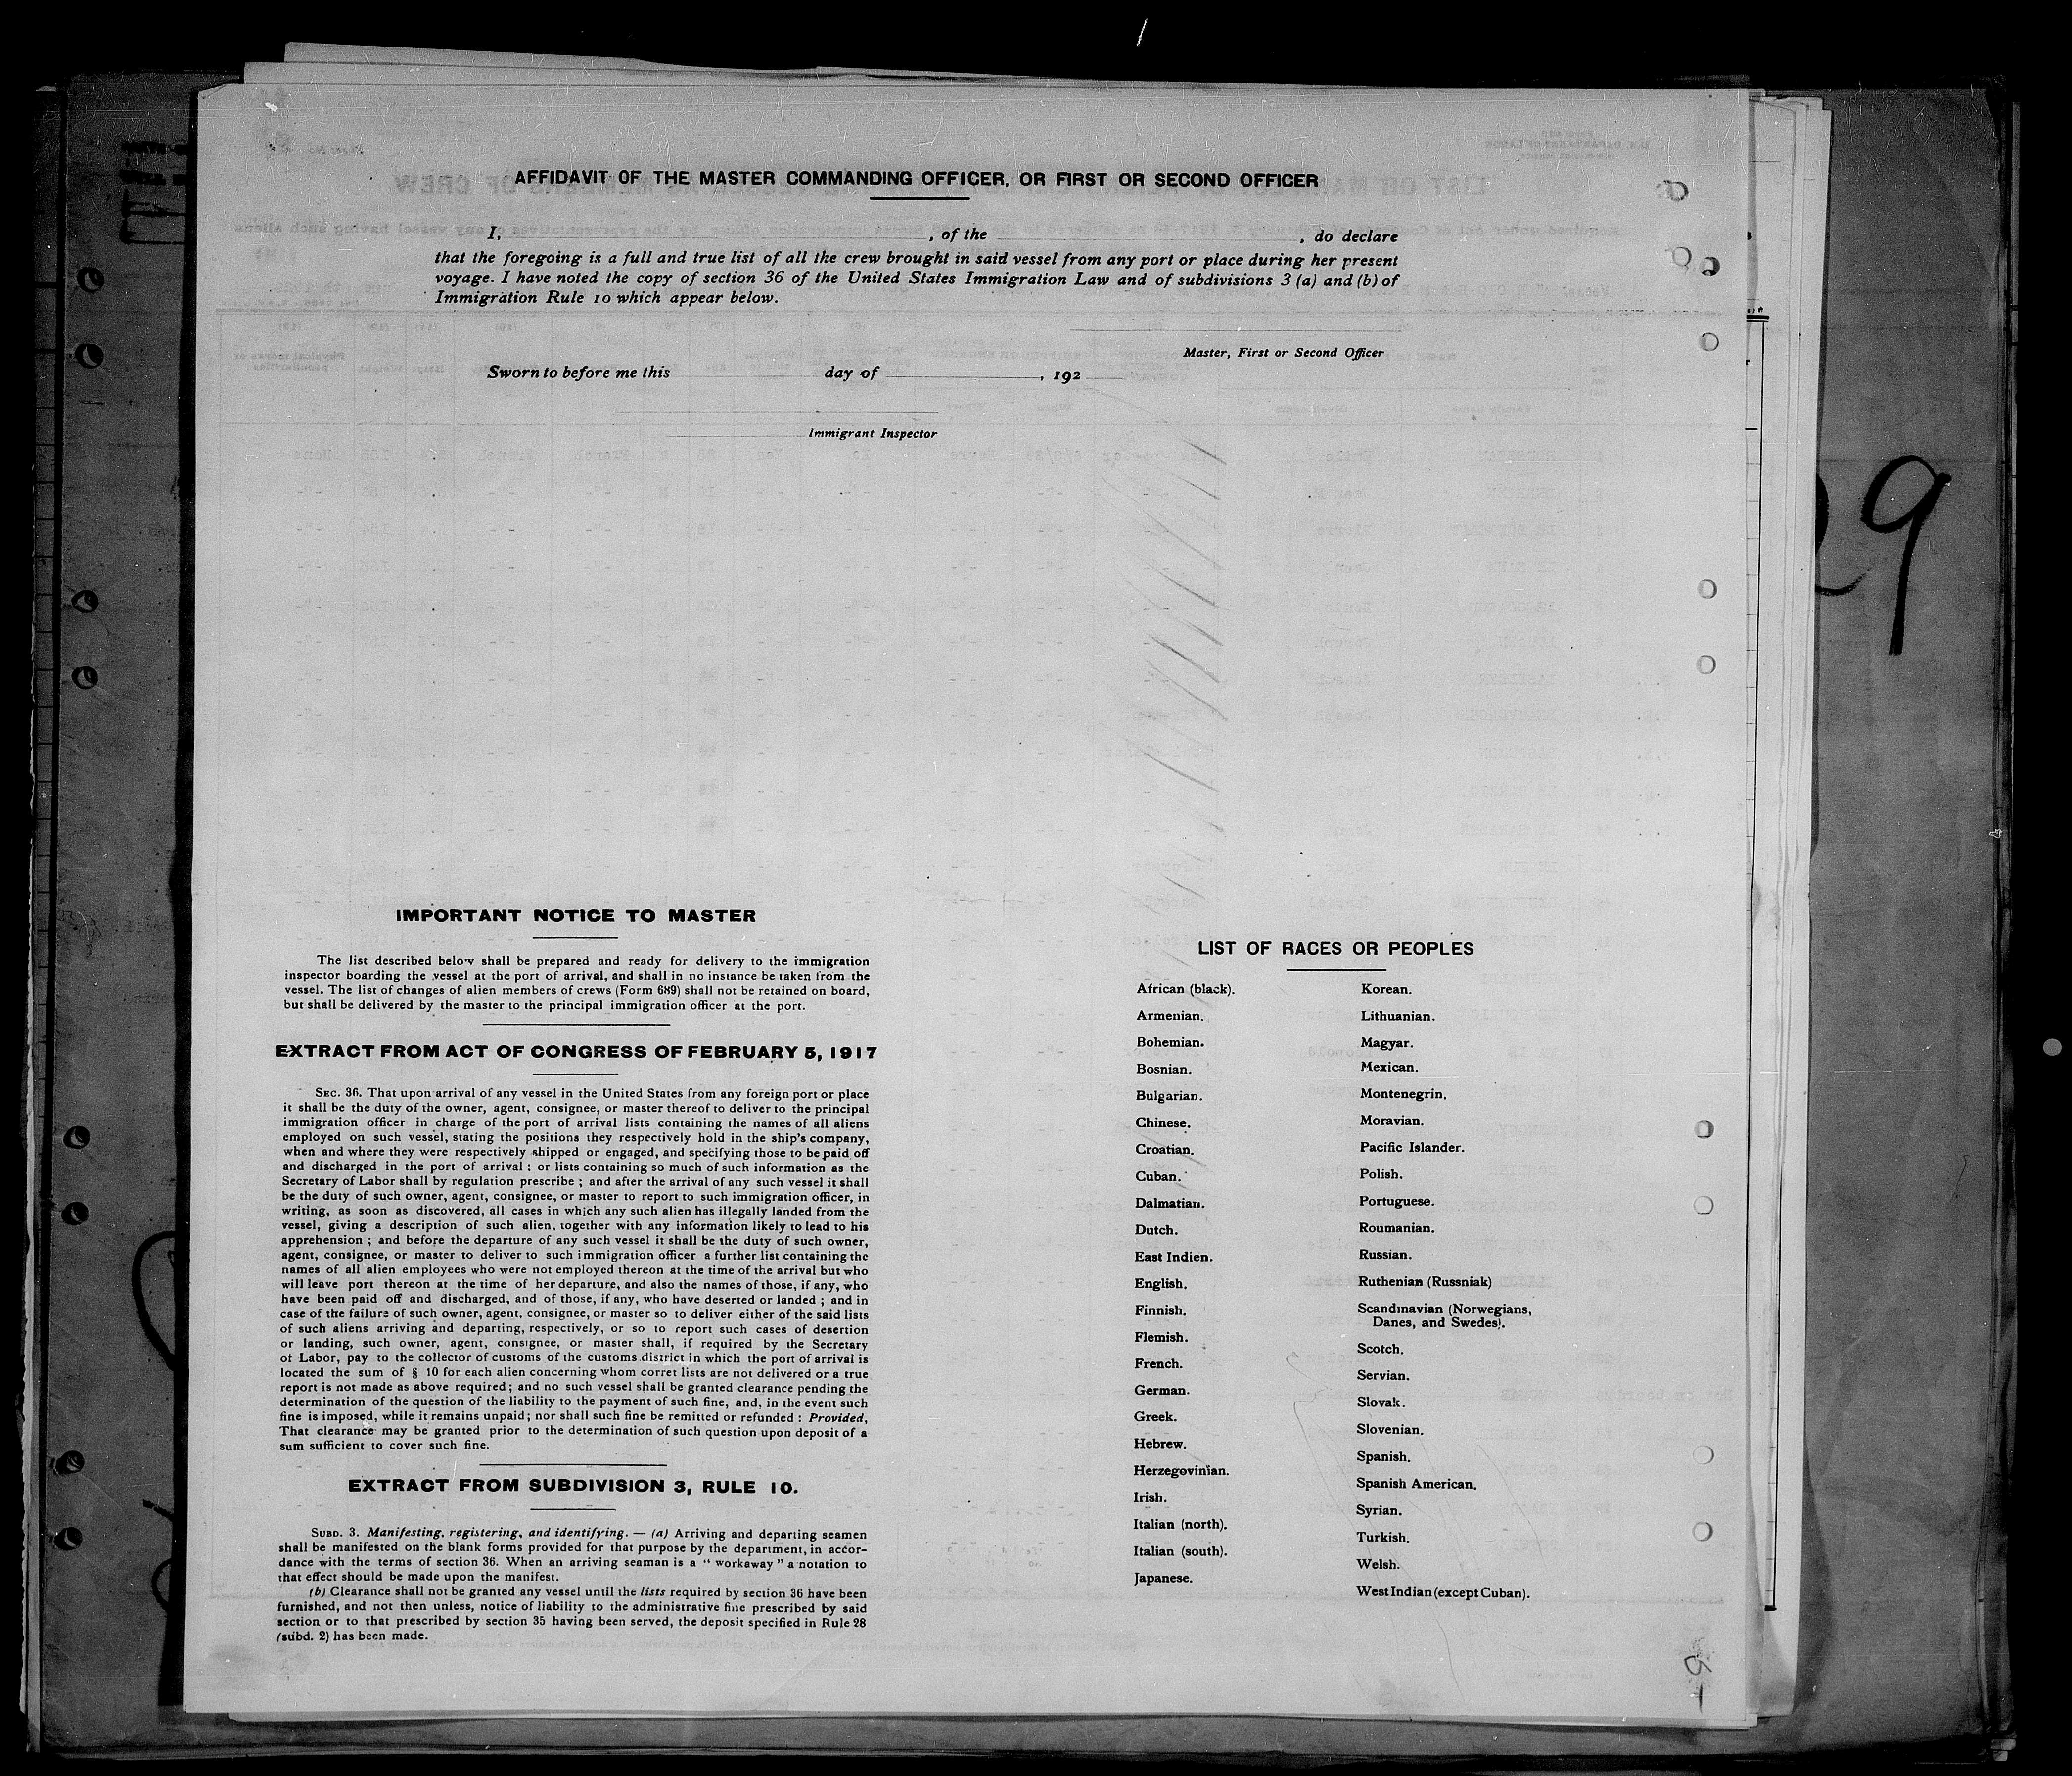 AFFIDAVIT OF THE MASTER COMMANDING OFFICER, OR FIRST OR SECOND OFFICER
I, , of the , do declare
that the foregoing is a full and true list of all the crew brought in said vessel from any port or place during her present
voyage. I have noted the copy of section 36 of the United States Immigration Law and of subdivisions 3 (a) and (b) of
Immigration Rule 10 which appear below.
Master, First or Second Officer
Sworn to before me this day of , 192
Immigrant Inspector
29
IMPORTANT NOTICE TO MASTER
The list described below shall be prepared and ready for delivery to the immigration
inspector boarding the vessel at the port of arrival, and shall in no instance be taken from the
vessel. The list of changes of alien members of crews (Form 689) shall not be retained on board,
but shall be delivered by the master to the principal immigration officer at the port.
EXTRACT FROM ACT OF CONGRESS OF FEBRUARY 5, 1917
SEC. 36. That upon arrival of any vessel in the United States from any foreign port or place
it shall be the duty of the owner, agent, consignee, or master thereof to deliver to the principal
immigration officer in charge of the port of arrival lists containing the names of all aliens
employed on such vessel, stating the positions they respectively hold in the ship's company,
when and where they were respectively shipped or engaged, and specifying those to be paid off
and discharged in the port of arrival ; or lists containing so much of such information as the
Secretary of Labor shall by regulation prescribe ; and after the arrival of any such vessel it shall
be the duty of such owner, agent, consignee, or master to report to such immigration officer, in
writing, as soon as discovered, all cases in which any such alien has illegally landed from the
vessel, giving a description of such alien, together with any information likely to lead to his
apprehension ; and before the departure of any such vessel it shall be the duty of such owner,
agent, consignee, or master to deliver to such immigration officer a further list containing the
names of all alien employees who were not employed thereon at the time of the arrival but who
will leave port thereon at the time of her departure, and also the names of those, if any, who
have been paid off and discharged, and of those, if any, who have deserted or landed ; and in
case of the failure of such owner, agent, consignee, or master so to deliver either of the said lists
of such aliens arriving and departing, respectively, or so to report such cases of desertion
or landing, such owner, agent, consignee, or master shall, if required by the Secretary
of Labor, pay to the collector of customs of the customs district in which the port of arrival is
located the sum of § 10 for each alien concerning whom corret lists are not delivered or a true
report is not made as above required ; and no such vessel shall be granted clearance pending the
determination of the question of the liability to the payment of such fine, and, in the event such
fine is imposed, while it remains unpaid ; nor shall such fine be remitted or refunded : Provided,
That clearance may be granted prior to the determination of such question upon deposit of a
sum sufficient to cover such fine.
EXTRACT FROM SUBDIVISION 3, RULE 10.
SUBD. 3. Manifesting, registering, and identifying. — (a) Arriving and departing seamen
shall be manifested on the blank forms provided for that purpose by the department, in accor-
dance with the terms of section 36. When an arriving seaman is a " workaway " a notation to
that effect should be made upon the manifest.
(b) Clearance shall not be granted any vessel until the lists required by section 36 have been
furnished, and not then unless, notice of liability to the administrative fine prescribed by said
section or to that prescribed by section 35 having been served, the deposit specified in Rule 28
(subd. 2) has been made.
LIST OF RACES OR PEOPLES
African (black).
Armenian.
Bohemian.
Bosnian.
Bulgarian.
Chinese.
Croatian.
Cuban.
Dalmatian.
Dutch.
East Indien.
English.
Finnish.
Flemish.
French.
German.
Greek.
Hebrew.
Herzegovinian.
Irish.
Italian (north).
Italian (south).
Japanese.
Korean.
Lithuanian.
Magyar.
Mexican.
Montenegrin.
Moravian.
Pacific Islander.
Polish.
Portuguese.
Roumanian.
Russian.
Ruthenian (Russniak)
Scandinavian (Norwegians,
Danes, and Swedes).
Scotch.
Servian.
Slovak.
Slovenian.
Spanish.
Spanish American.
Syrian.
Turkish.
Welsh.
West Indian (except Cuban).